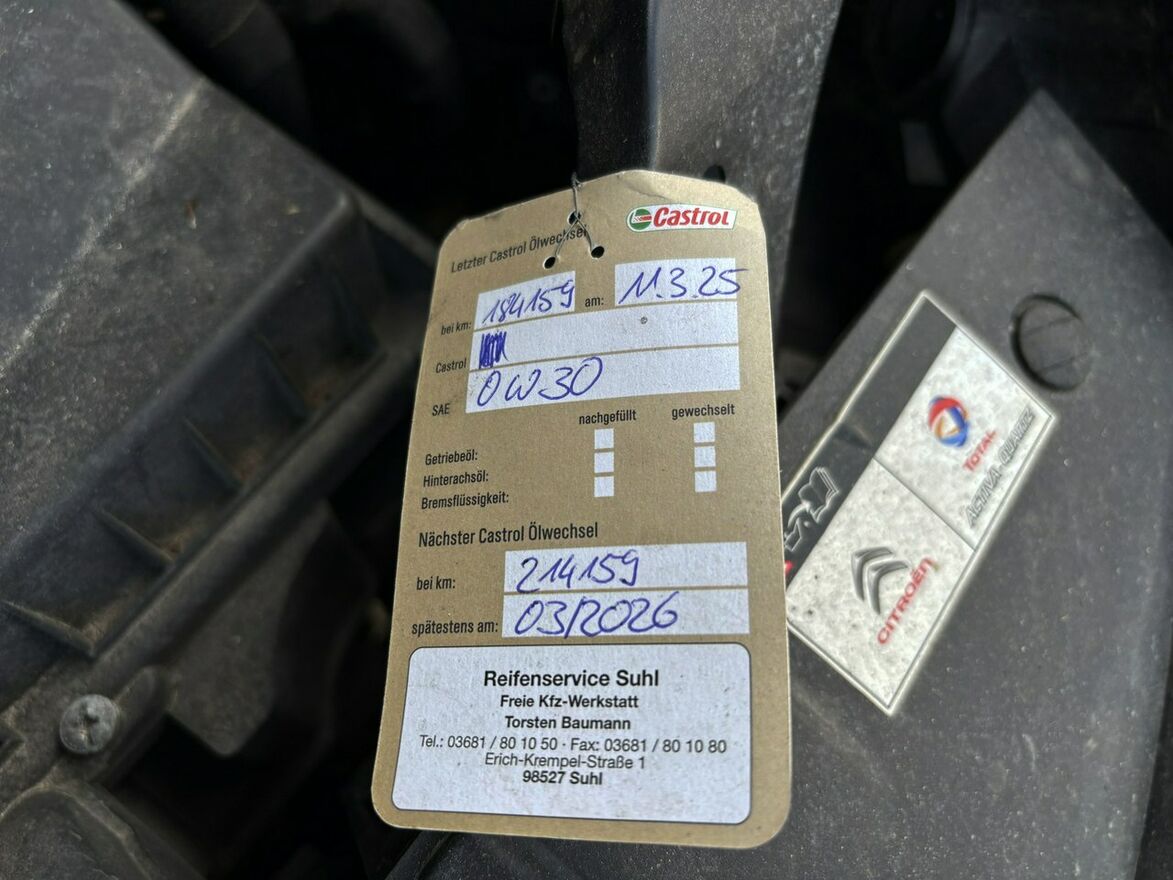 Castrol
Letzter Castrol Ölwechsel
bei km: 184159 am: 11.3.25
Castrol
SAE 0W30
nachgefüllt gewechselt
Getriebeöl:
Hinterachsöl:
Bremsflüssigkeit:
Nächster Castrol Ölwechsel
bei km: 214159
spätestens am: 03/2026
Reifenservice Suhl
Freie Kfz-Werkstatt
Torsten Baumann
Tel.: 03681 / 80 10 50 · Fax: 03681 / 80 10 80
Erich-Krempel-Straße 1
98527 Suhl
TOTAL
ACTIVA QUARTZ
CITROËN